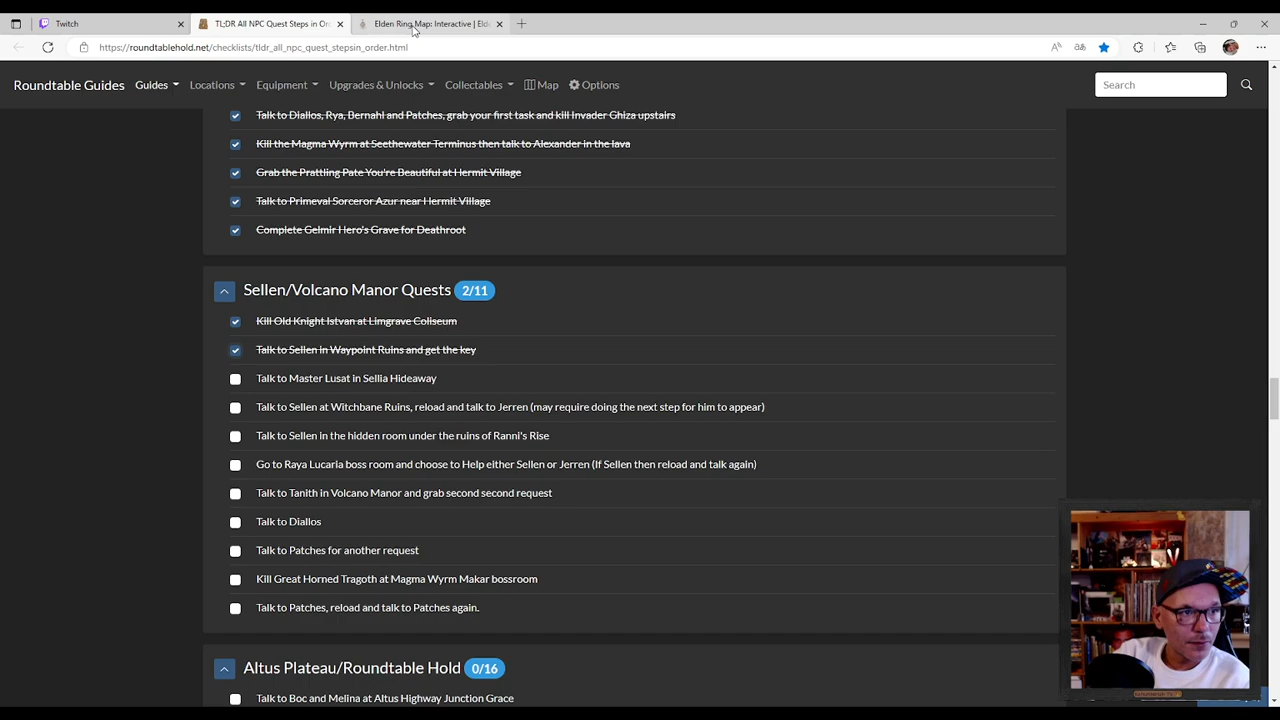 Twitch
TL;DR All NPC Quest Steps in Or
Elden Ring Map: Interactive | Eld
https://roundtablehold.net/checklists/tldr_all_npc_quest_stepsin_order.html
Roundtable Guides
Guides
Locations
Equipment
Upgrades & Unlocks
Collectables
Map
Options
Search
Talk to Diallos, Rya, Bernahl and Patches, grab your first task and kill Invader Ghiza upstairs
Kill the Magma Wyrm at Seethewater Terminus then talk to Alexander in the lava
Grab the Prattling Pate You're Beautiful at Hermit Village
Talk to Primeval Sorceror Azur near Hermit Village
Complete Gelmir Hero's Grave for Deathroot
Sellen/Volcano Manor Quests 2/11
Kill Old Knight Istvan at Limgrave Coliseum
Talk to Sellen in Waypoint Ruins and get the key
Talk to Master Lusat in Sellia Hideaway
Talk to Sellen at Witchbane Ruins, reload and talk to Jerren (may require doing the next step for him to appear)
Talk to Sellen in the hidden room under the ruins of Ranni's Rise
Go to Raya Lucaria boss room and choose to Help either Sellen or Jerren (If Sellen then reload and talk again)
Talk to Tanith in Volcano Manor and grab second second request
Talk to Diallos
Talk to Patches for another request
Kill Great Horned Tragoth at Magma Wyrm Makar bossroom
Talk to Patches, reload and talk to Patches again.
Altus Plateau/Roundtable Hold 0/16
Talk to Boc and Melina at Altus Highway Junction Grace